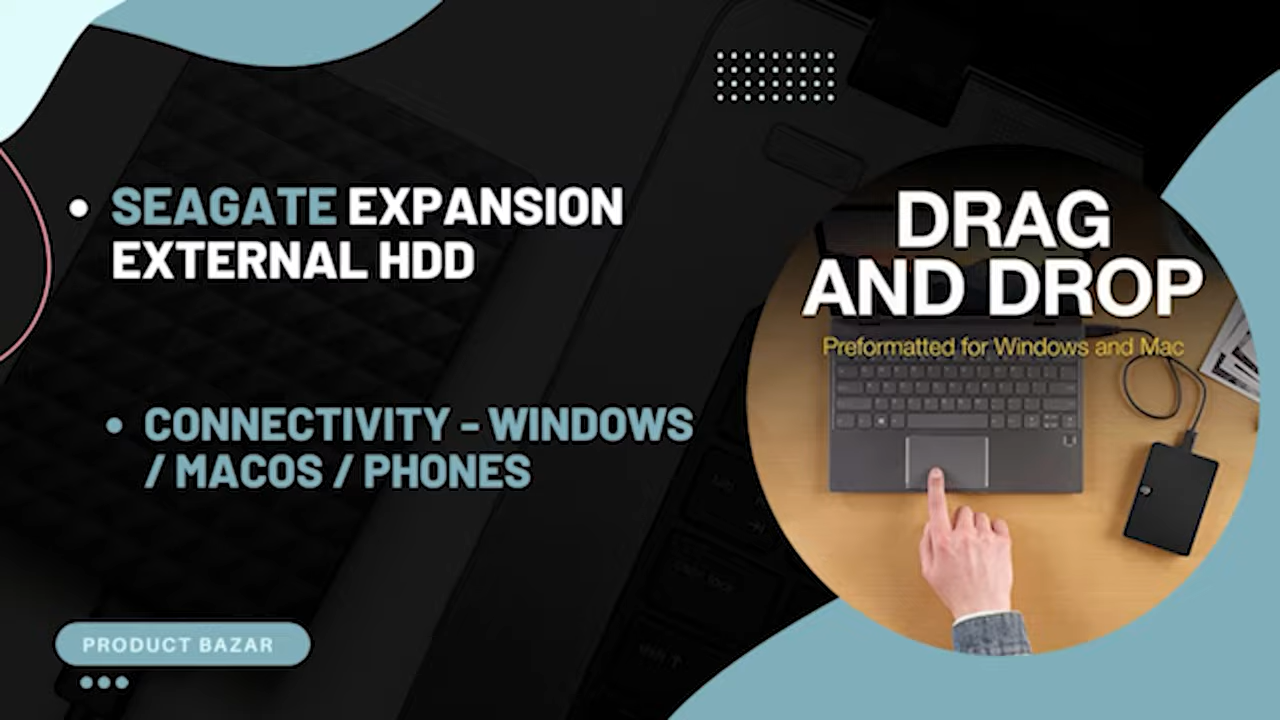 SEAGATE EXPANSION
EXTERNAL HDD
CONNECTIVITY - WINDOWS
/ MACOS / PHONES
PRODUCT BAZAR
DRAG
AND DROP
Preformatted for Windows and Mac